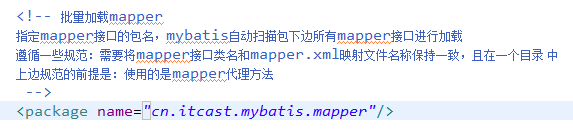 <!-- 批量加载mapper
指定mapper接口的包名，mybatis自动扫描包下边所有mapper接口进行加载
遵循一些规范：需要将mapper接口类名和mapper.xml映射文件名称保持一致，且在一个目录 中
上边规范的前提是：使用的是mapper代理方法
-->
<package name="cn.itcast.mybatis.mapper"/>